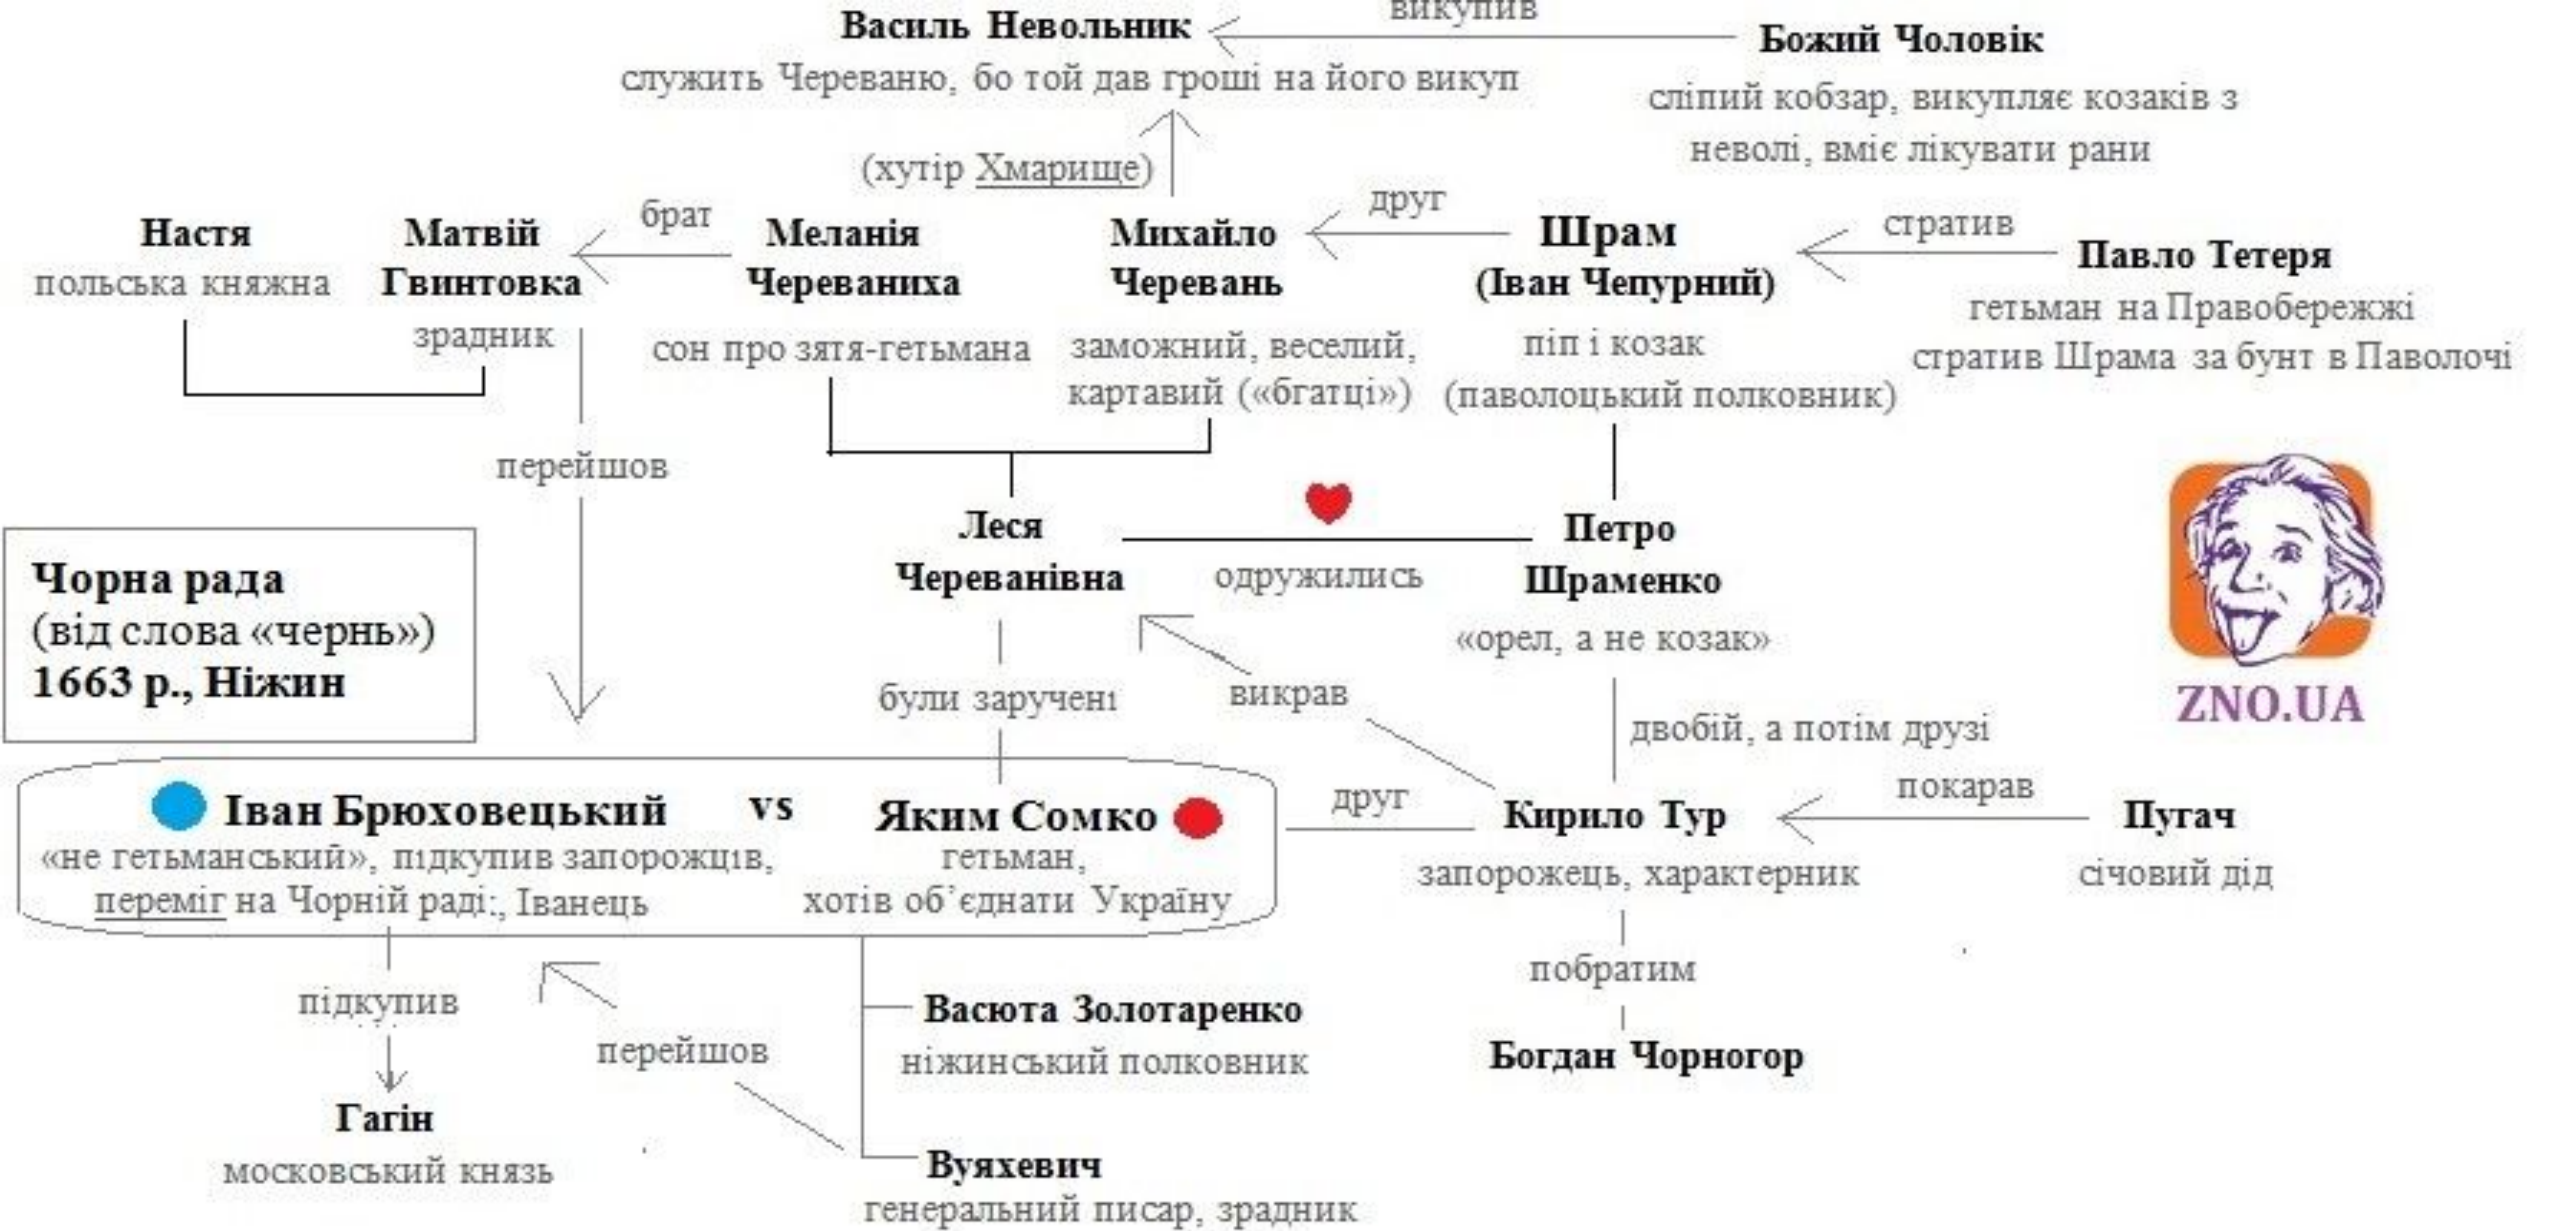 викупив
Василь Невольник
Божий Чоловік
служить Череваню, бо той дав гроші на його викуп
сліпий кобзар, викупляє козаків з
неволі, вміє лікувати рани
(хутір Хмарище)
друг
брат
стратив
Настя
польська княжна
Матвій
Гвинтовка
зрадник
Меланія
Череваниха
сон про зятя-гетьмана
Михайло
Черевань
заможний, веселий,
картавий («бгатці»)
Шрам
(Іван Чепурний)
піп і козак
(паволоцький полковник)
Павло Тетеря
гетьман на Правобережжі
стратив Шрама за бунт в Паволочі
перейшов
Леся
Череванівна
одружились
Петро
Шраменко
«орел, а не козак»
Чорна рада
(від слова «чернь»)
1663 р., Ніжин
ZNO.UA
були заручені
викрав
двобій, а потім друзі
Іван Брюховецький
vs
Яким Сомко
«не гетьманський», підкупив запорожців,
переміг на Чорній раді:, Іванець
гетьман,
хотів об’єднати Україну
друг
Кирило Тур
запорожець, характерник
покарав
Пугач
січовий дід
підкупив
перейшов
Гагін
московський князь
Васюта Золотаренко
ніжинський полковник
Вуяхевич
генеральний писар, зрадник
побратим
Богдан Чорногор